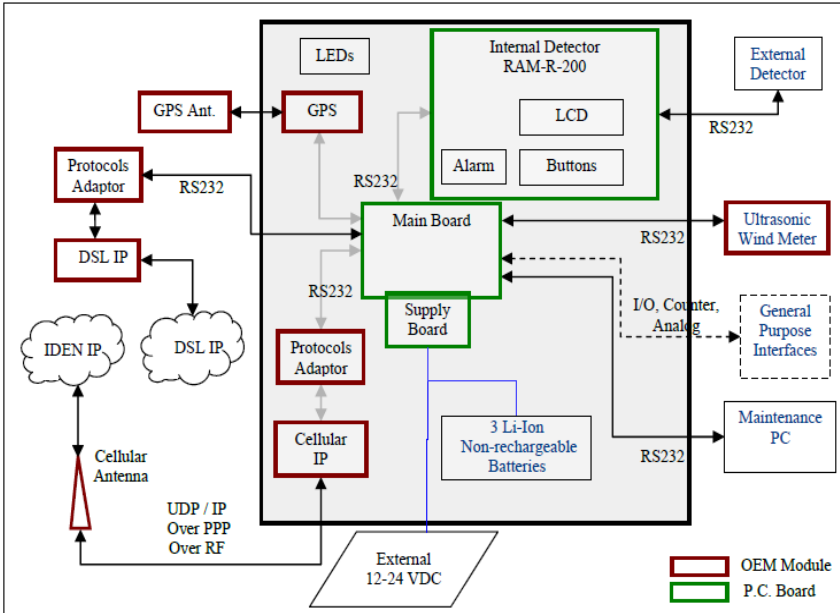 LEDs
Internal Detector
RAM-R-200
LCD
Alarm
Buttons
External
Detector
RS232
GPS Ant.
GPS
Protocols
Adaptor
RS232
RS232
Main Board
RS232
Ultrasonic
Wind Meter
DSL IP
RS232
I/O, Counter,
Analog
General
Purpose
Interfaces
Supply
Board
IDEN IP
DSL IP
Protocols
Adaptor
Cellular
IP
3 Li-Ion
Non-rechargeable
Batteries
RS232
Maintenance
PC
Cellular
Antenna
UDP / IP
Over PPP
Over RF
External
12-24 VDC
OEM Module
P.C. Board